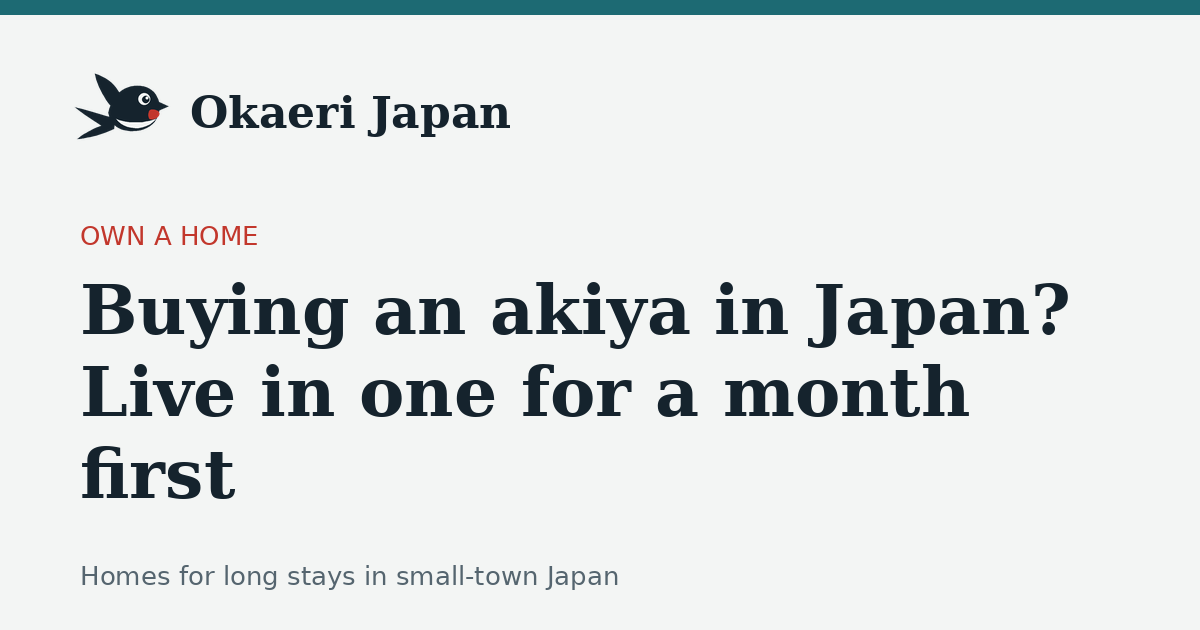 Okaeri Japan
OWN A HOME
Buying an akiya in Japan?
Live in one for a month
first
Homes for long stays in small-town Japan